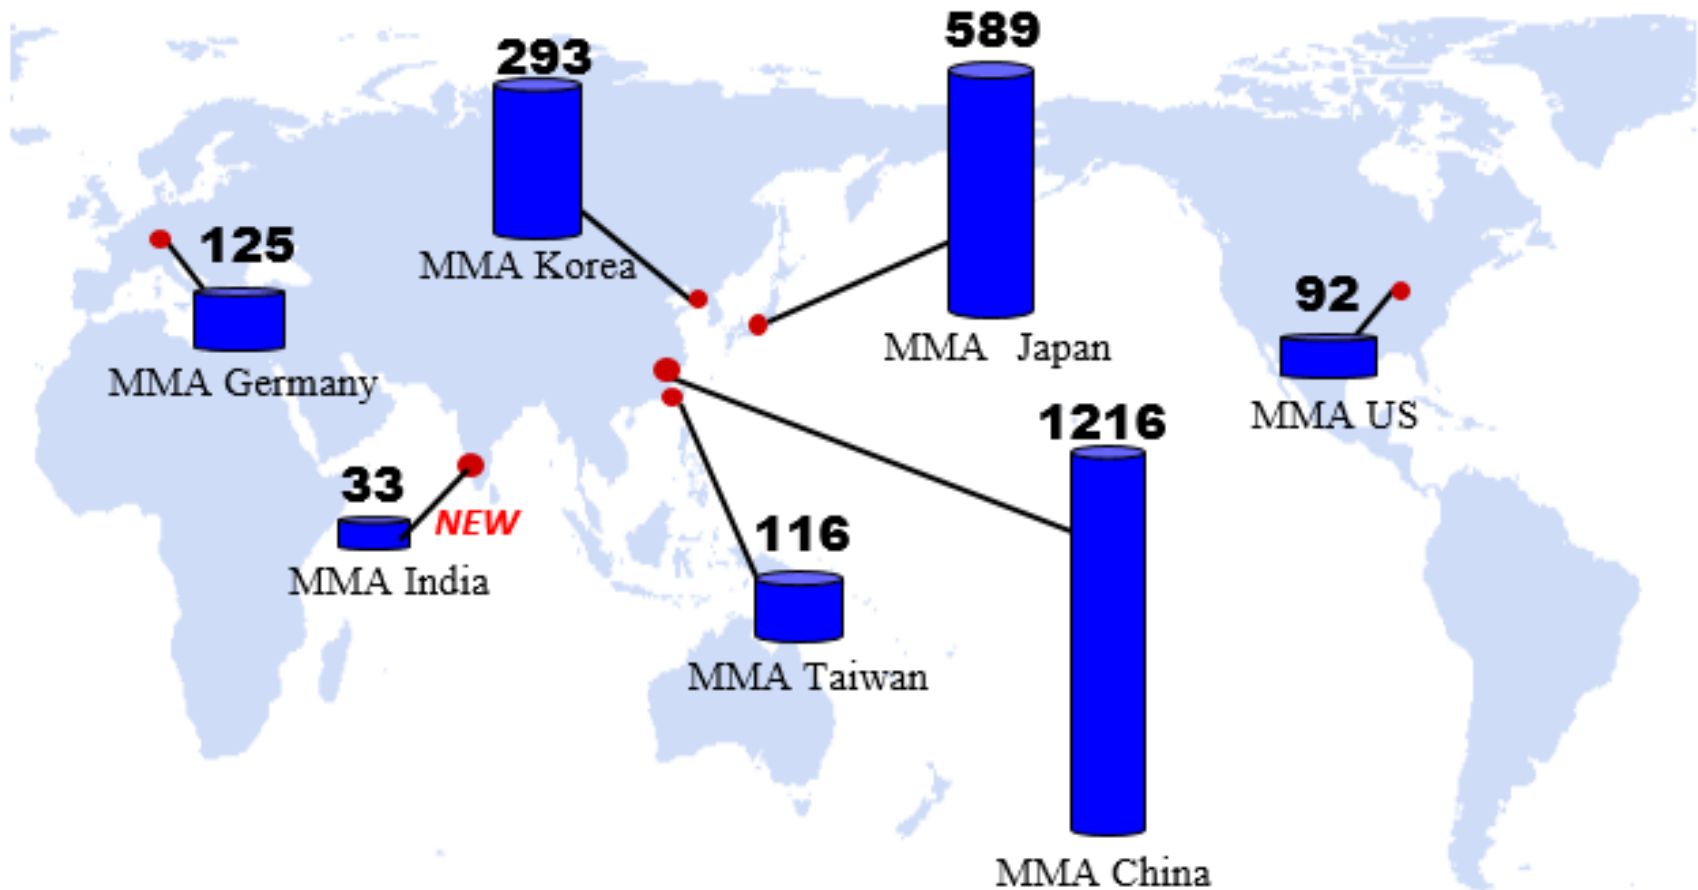 589
293
MMA Korea
125
MMA Germany
92
MMA Japan
MMA US
1216
33
NEW
MMA India
116
MMA Taiwan
MMA China